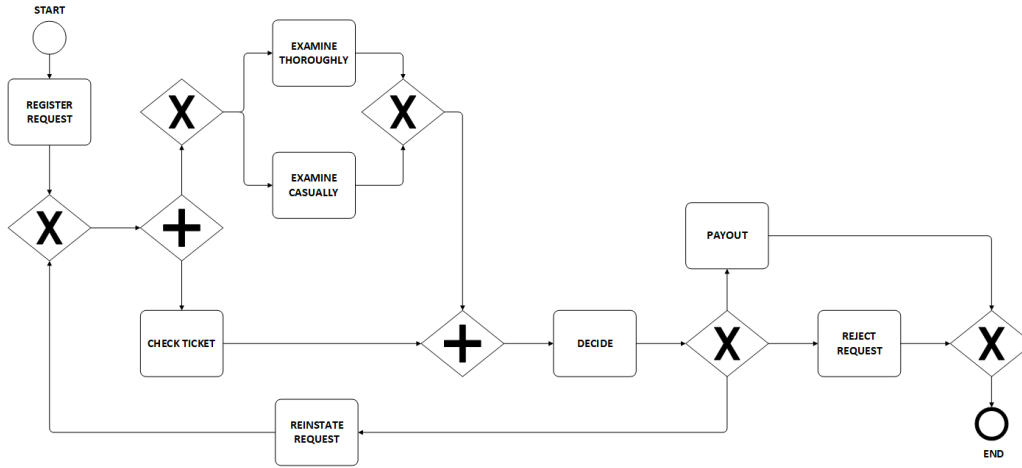 START
REGISTER
REQUEST
X
EXAMINE
THOROUGHLY
EXAMINE
CASUALLY
X
X
+
CHECK TICKET
+
DECIDE
PAYOUT
X
REJECT
REQUEST
X
REINSTATE
REQUEST
END